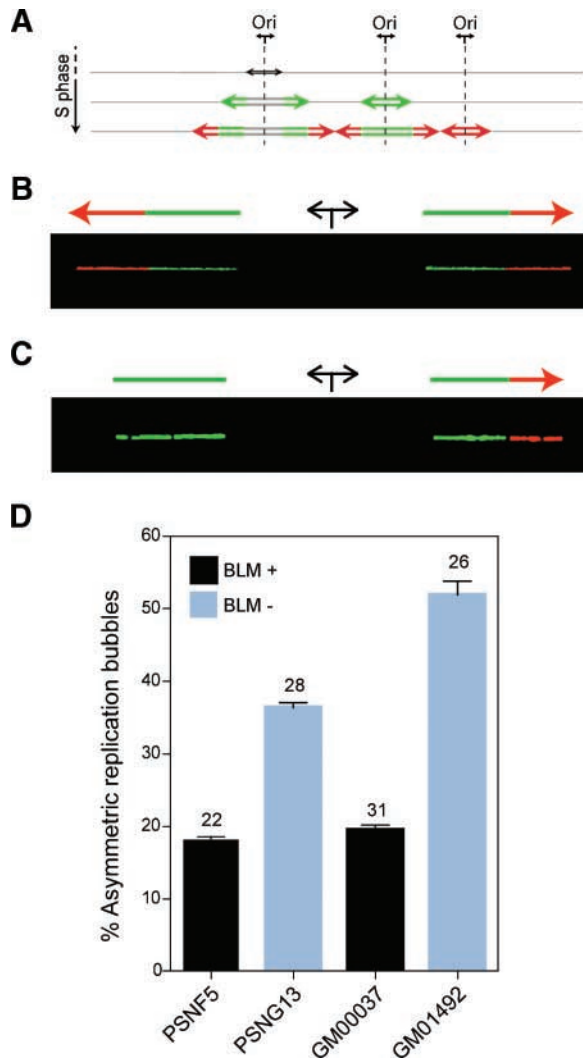 A
Ori Ori Ori
S phase
B
C
D
% Asymmetric replication bubbles
60
50
40
30
20
10
0
BLM +
BLM -
22
28
31
26
PSNF5
PSNG13
GM00037
GM01492